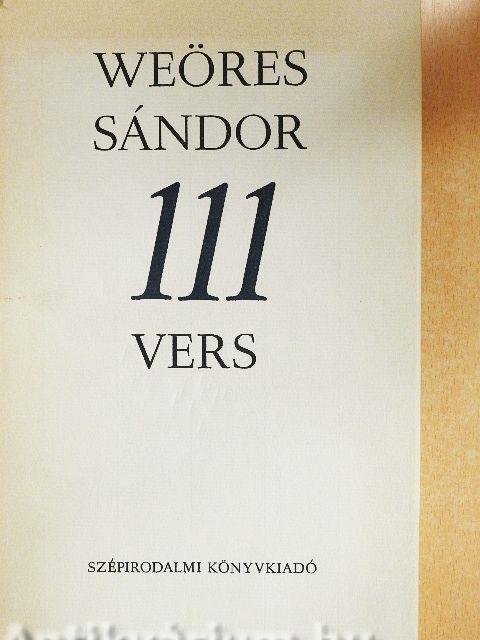 WEÖRES
SÁNDOR
111
VERS
SZÉPIRODALMI KÖNYVKIADÓ